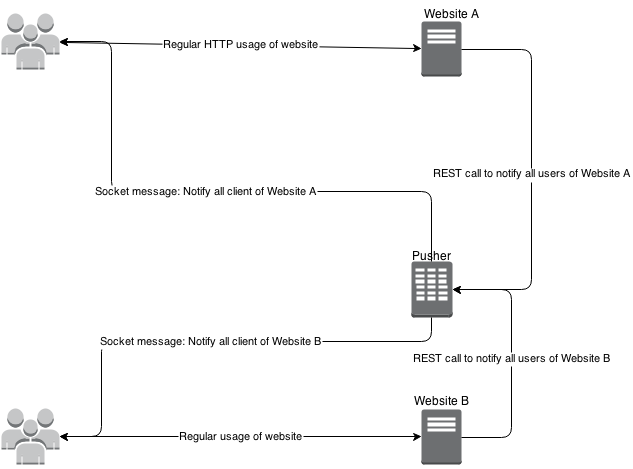 Website A
Regular HTTP usage of website
REST call to notify all users of Website A
Socket message: Notify all client of Website A
Pusher
Socket message: Notify all client of Website B
REST call to notify all users of Website B
Website B
Regular usage of website